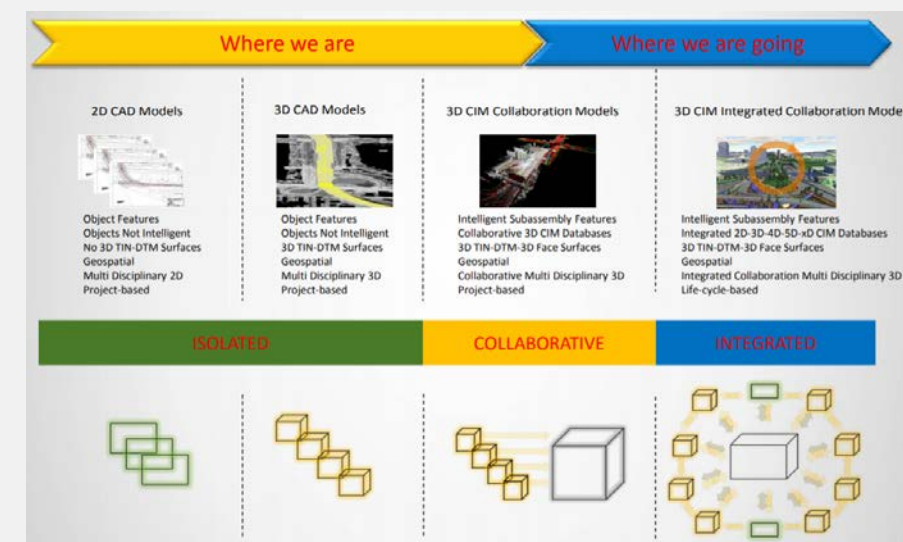 Where we are
Where we are going
2D CAD Models
Object Features
Objects Not Intelligent
No 3D TIN-DTM Surfaces
Geospatial
Multi Disciplinary 2D
Project-based
3D CAD Models
Object Features
Objects Not Intelligent
3D TIN-DTM Surfaces
Geospatial
Multi Disciplinary 3D
Project-based
3D CIM Collaboration Models
Intelligent Subassembly Features
Collaborative 3D CIM Databases
3D TIN-DTM-3D Face Surfaces
Geospatial
Collaborative Multi Disciplinary 3D
Project-based
3D CIM Integrated Collaboration Mode
Intelligent Subassembly Features
Integrated 2D-3D-4D-5D-xD CIM Databases
3D TIN-DTM-3D Face Surfaces
Geospatial
Integrated Collaboration Multi Disciplinary 3D
Life-cycle-based
ISOLATED
COLLABORATIVE
INTEGRATED